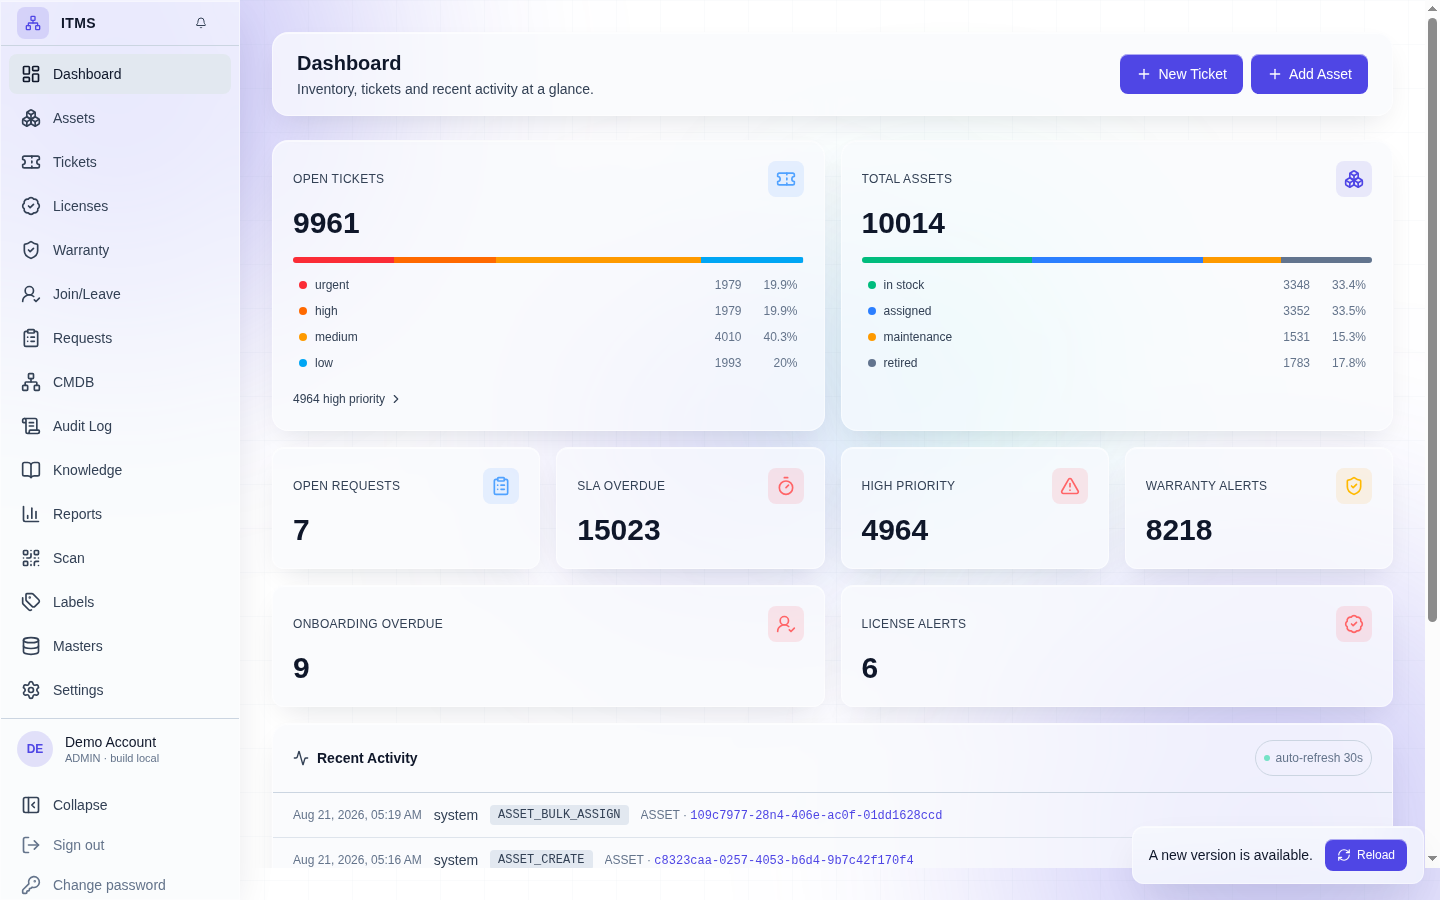 ITMS
Dashboard
Assets
Tickets
Licenses
Warranty
Join/Leave
Requests
CMDB
Audit Log
Knowledge
Reports
Scan
Labels
Masters
Settings
DE
Demo Account
ADMIN · build local
Collapse
Sign out
Change password
Dashboard
Inventory, tickets and recent activity at a glance.
New Ticket
Add Asset
OPEN TICKETS
9961
urgent 1979 19.9%
high 1979 19.9%
medium 4010 40.3%
low 1993 20%
4964 high priority
TOTAL ASSETS
10014
in stock 3348 33.4%
assigned 3352 33.5%
maintenance 1531 15.3%
retired 1783 17.8%
OPEN REQUESTS
7
SLA OVERDUE
15023
HIGH PRIORITY
4964
WARRANTY ALERTS
8218
ONBOARDING OVERDUE
9
LICENSE ALERTS
6
Recent Activity
auto-refresh 30s
Aug 21, 2026, 05:19 AM system ASSET_BULK_ASSIGN ASSET · 109c7977-28n4-406e-ac0f-01dd1628ccd
Aug 21, 2026, 05:16 AM system ASSET_CREATE ASSET · c8323caa-0257-4053-b6d4-9b7c42f170f4
A new version is available.
Reload